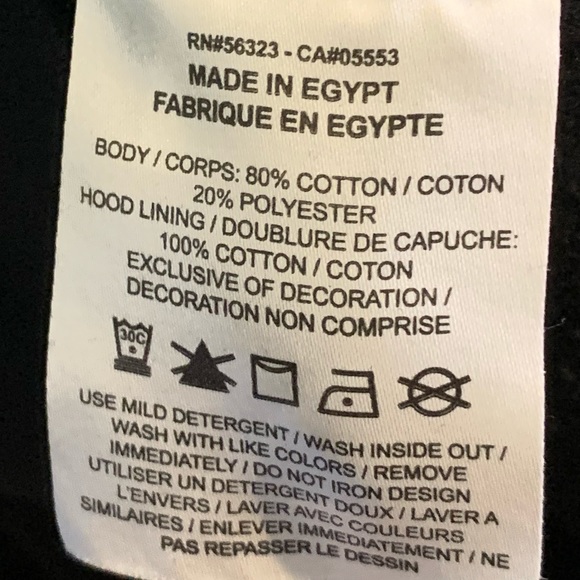 RN#56323 - CA#05553
MADE IN EGYPT
FABRIQUE EN EGYPTE
BODY / CORPS: 80% COTTON / COTON
20% POLYESTER
HOOD LINING / DOUBLURE DE CAPUCHE:
100% COTTON / COTON
EXCLUSIVE OF DECORATION /
DECORATION NON COMPRISE
30C
USE MILD DETERGENT / WASH INSIDE OUT /
WASH WITH LIKE COLORS / REMOVE
IMMEDIATELY / DO NOT IRON DESIGN
UTILISER UN DETERGENT DOUX / LAVER A
L'ENVERS / LAVER AVEC COULEURS
SIMILAIRES / ENLEVER IMMEDIATEMENT / NE
PAS REPASSER LE DESSIN